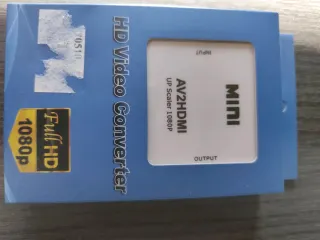 HD Video Converter
Full HD
1080p
INPUT
MINI
AV2HDMI
UP Scaler 1080P
OUTPUT